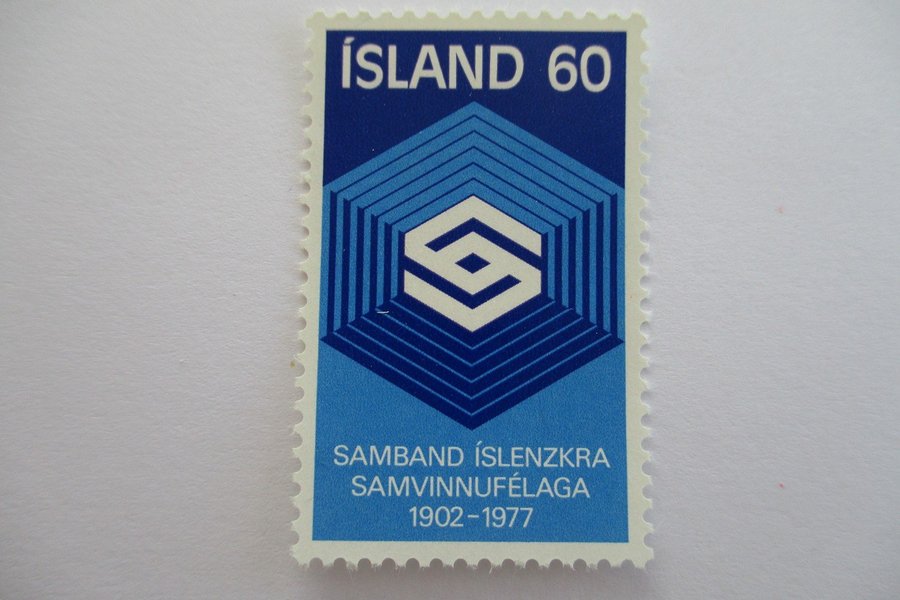 ÍSLAND 60
SAMBAND ÍSLENZKRA
SAMVINNUFÉLAGA
1902-1977